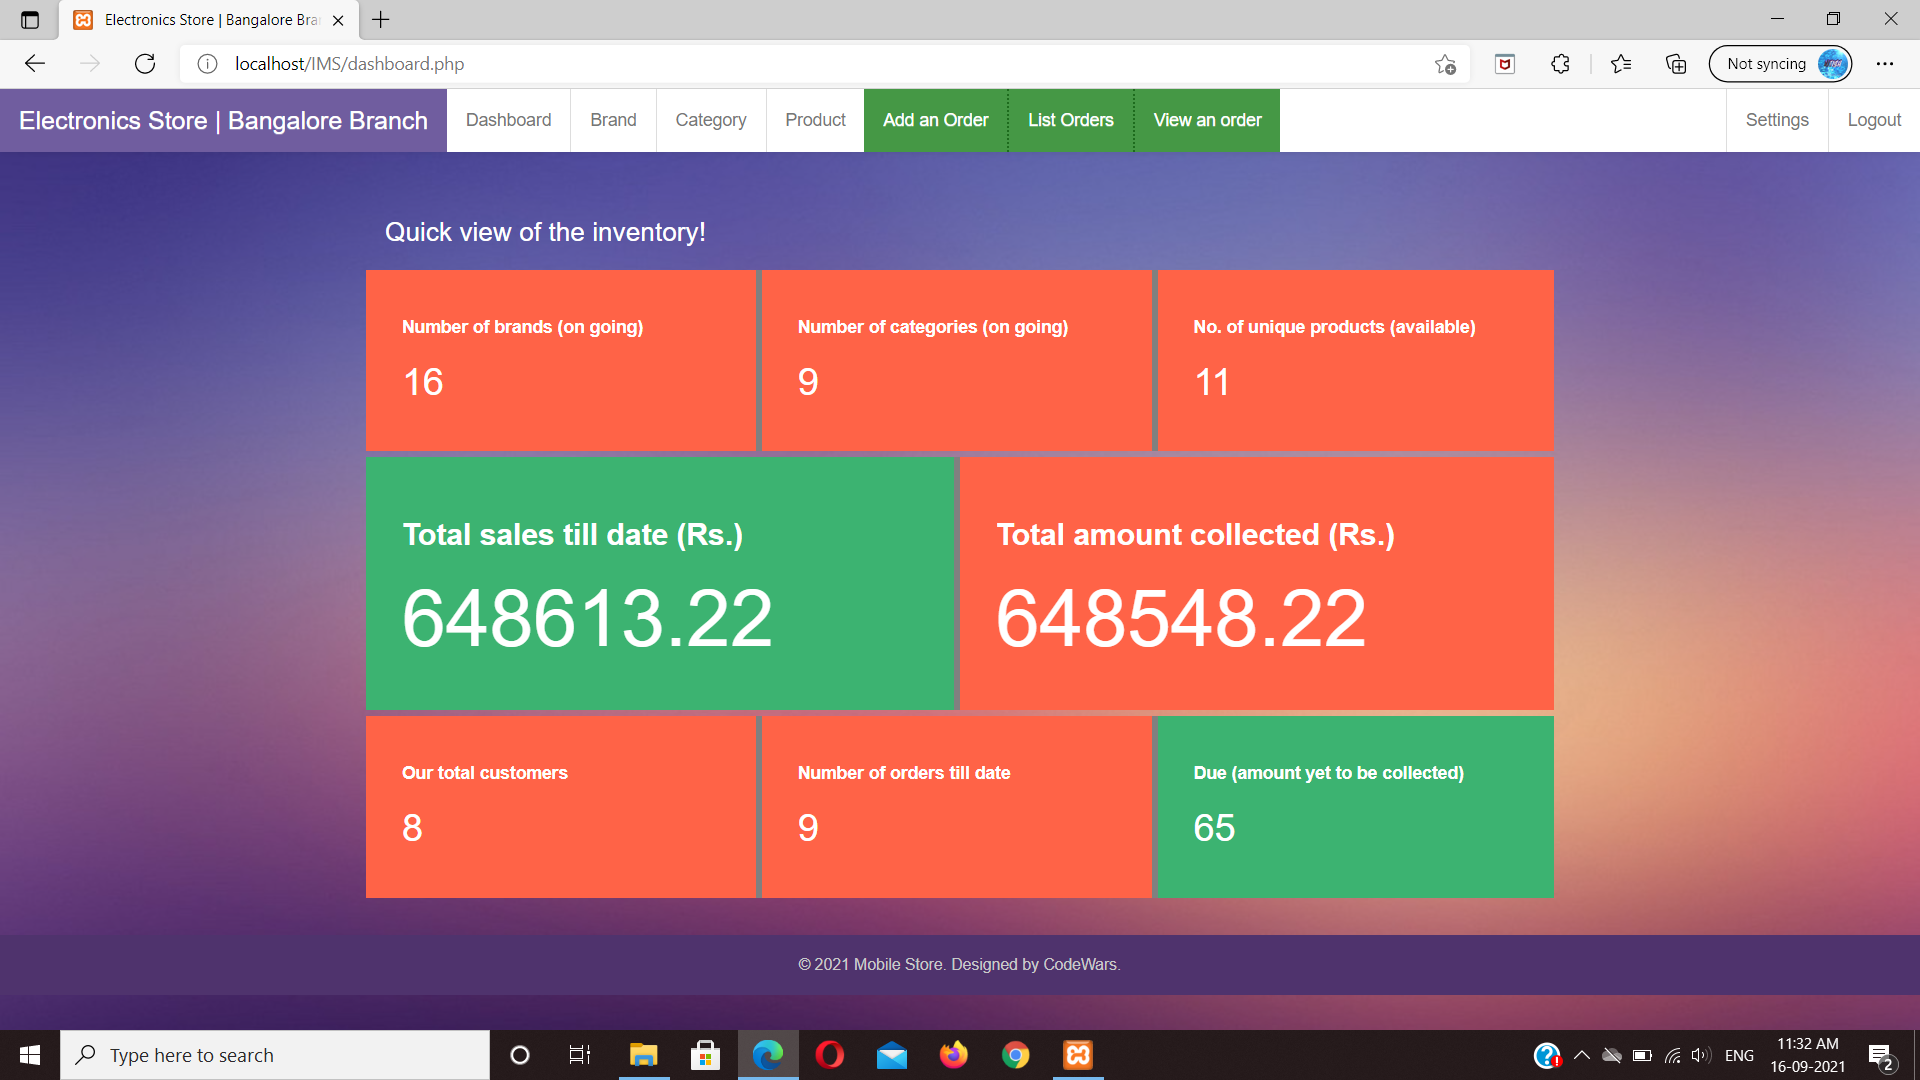 Electronics Store | Bangalore Bra
localhost/IMS/dashboard.php
Not syncing
Electronics Store | Bangalore Branch
Dashboard
Brand
Category
Product
Add an Order
List Orders
View an order
Settings
Logout
Quick view of the inventory!
Number of brands (on going)
16
Number of categories (on going)
9
No. of unique products (available)
11
Total sales till date (Rs.)
648613.22
Total amount collected (Rs.)
648548.22
Our total customers
8
Number of orders till date
9
Due (amount yet to be collected)
65
© 2021 Mobile Store. Designed by CodeWars.
Type here to search
ENG
11:32 AM
16-09-2021
2